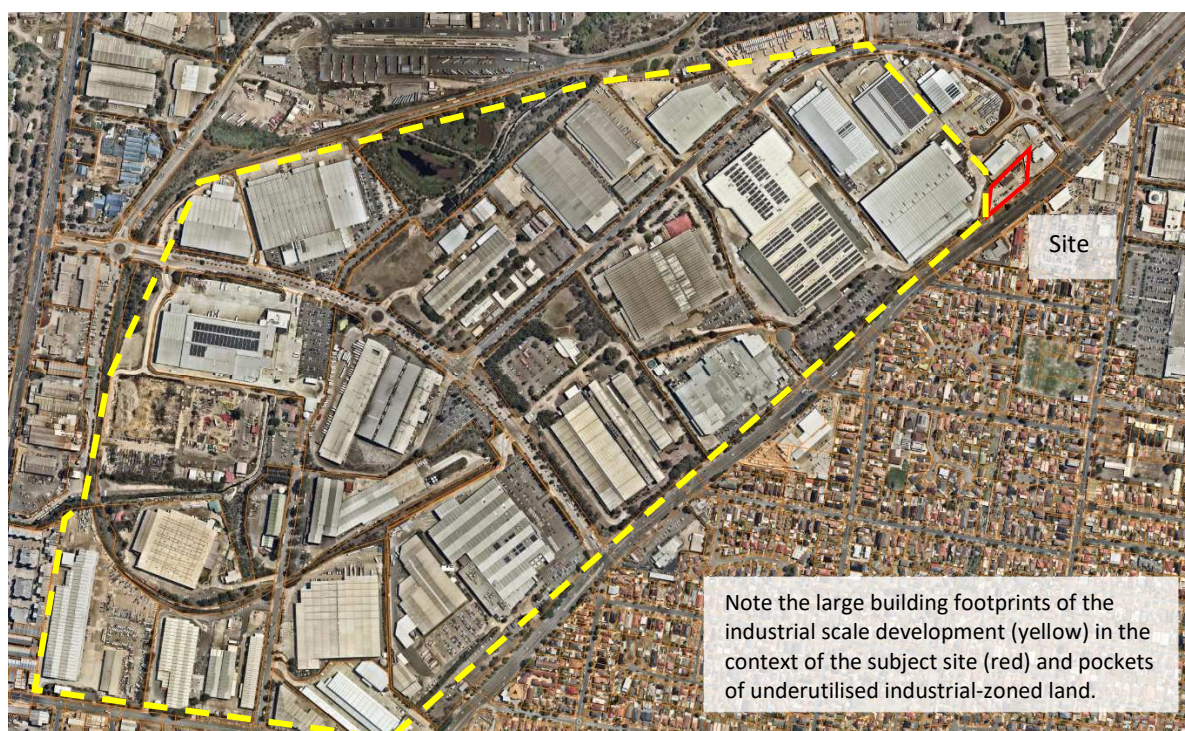 Site
Note the large building footprints of the
industrial scale development (yellow) in the
context of the subject site (red) and pockets
of underutilised industrial-zoned land.